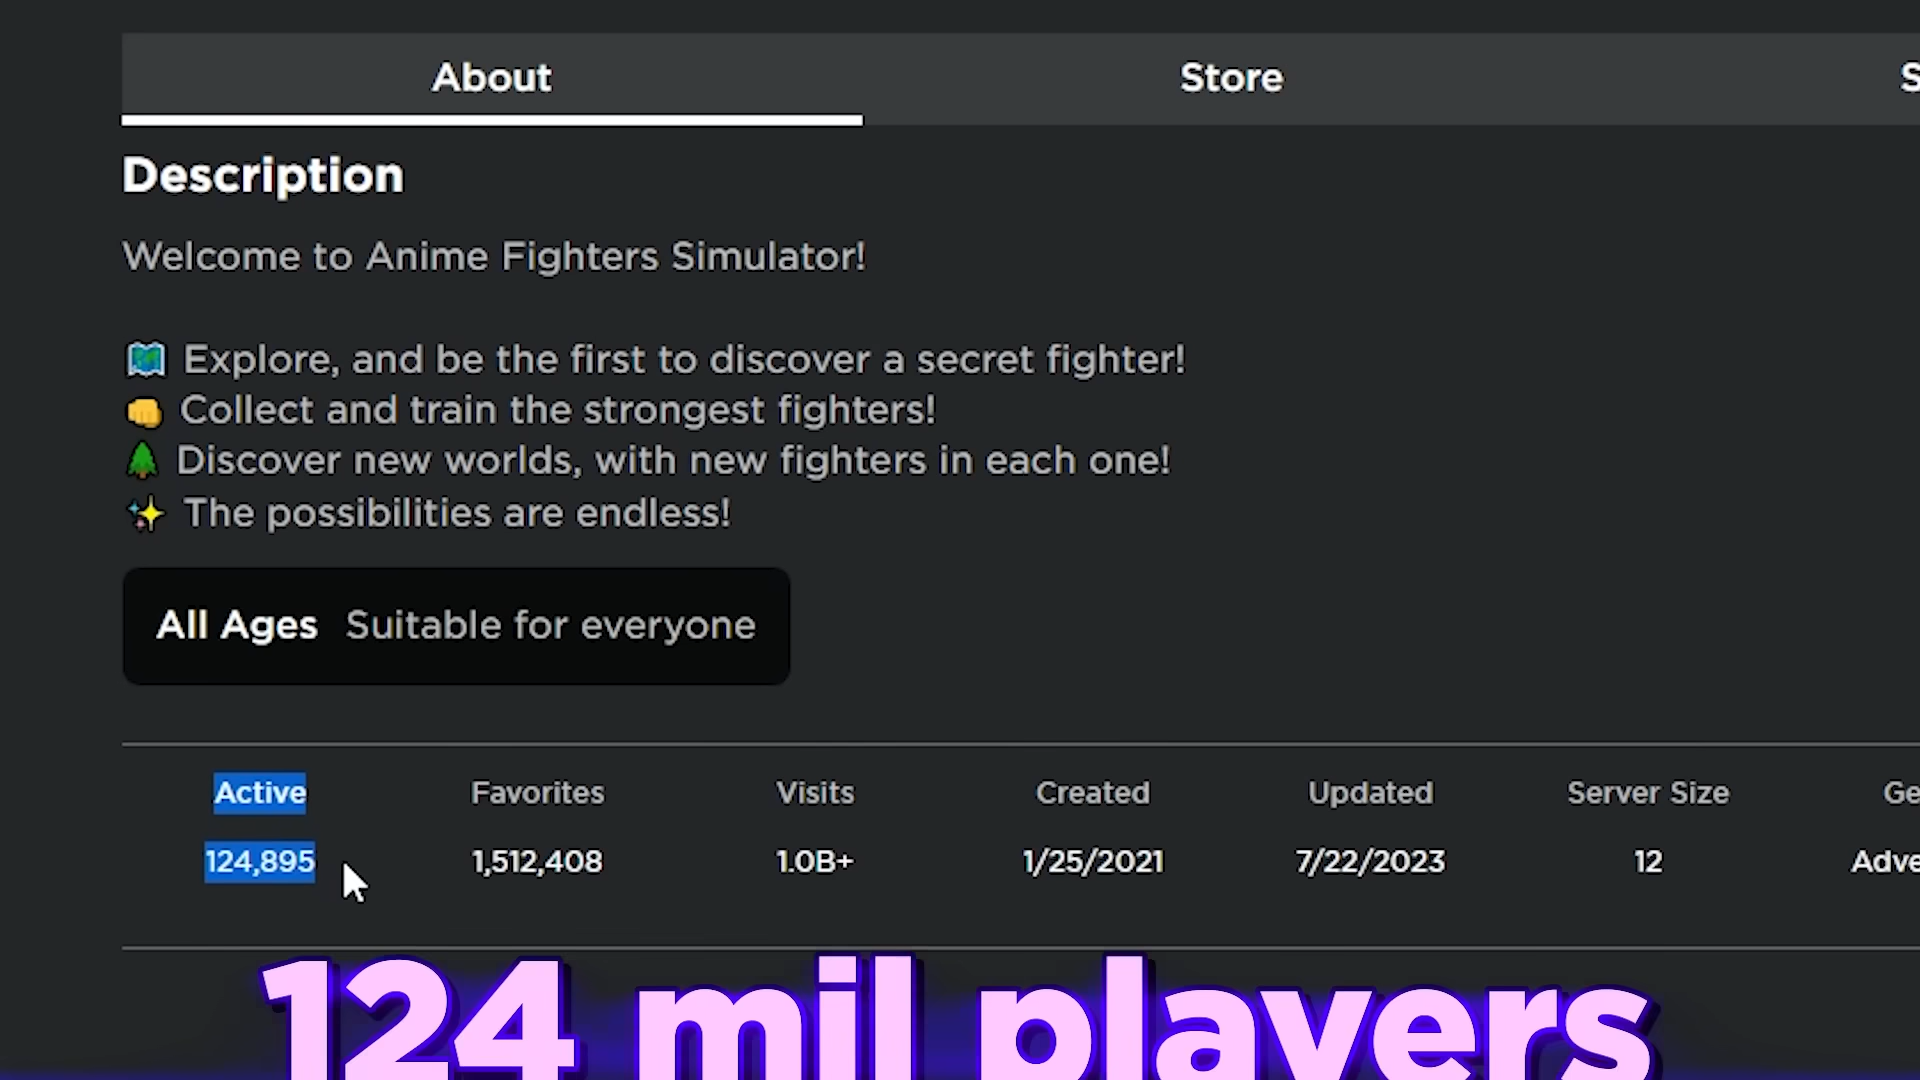 About
Store
S
Description
Welcome to Anime Fighters Simulator!
Explore, and be the first to discover a secret fighter!
Collect and train the strongest fighters!
Discover new worlds, with new fighters in each one!
The possibilities are endless!
All Ages Suitable for everyone
Active Favorites Visits Created Updated Server Size Ge
124,895 1,512,408 1.0B+ 1/25/2021 7/22/2023 12 Adve
124 mil players